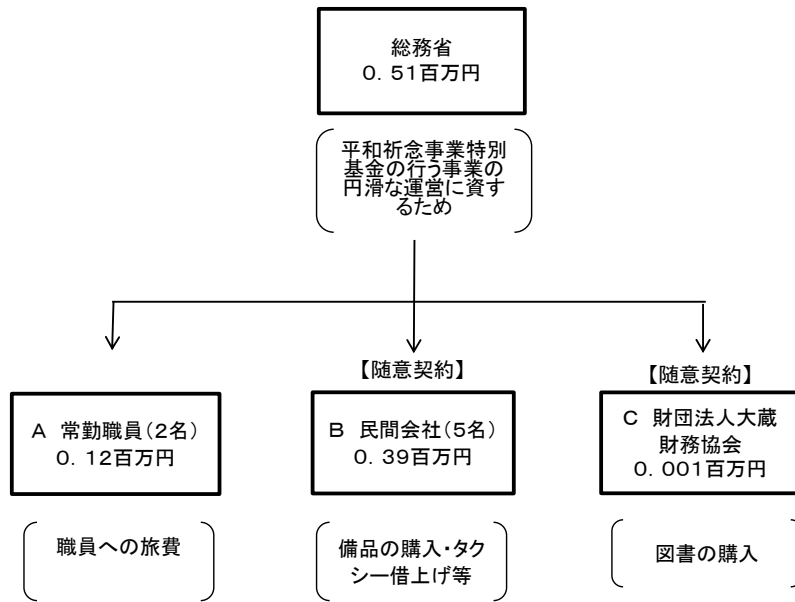 総務省
０．５１百万円
平和祈念事業特別
基金の行う事業の
円滑な運営に資す
るため
【随意契約】
【随意契約】
Ａ　常勤職員（２名）
０．１２百万円
Ｂ　民間会社（５名）
０．３９百万円
Ｃ　財団法人大蔵
財務協会
０．００１百万円
職員への旅費
備品の購入・タク
シー借上げ等
図書の購入